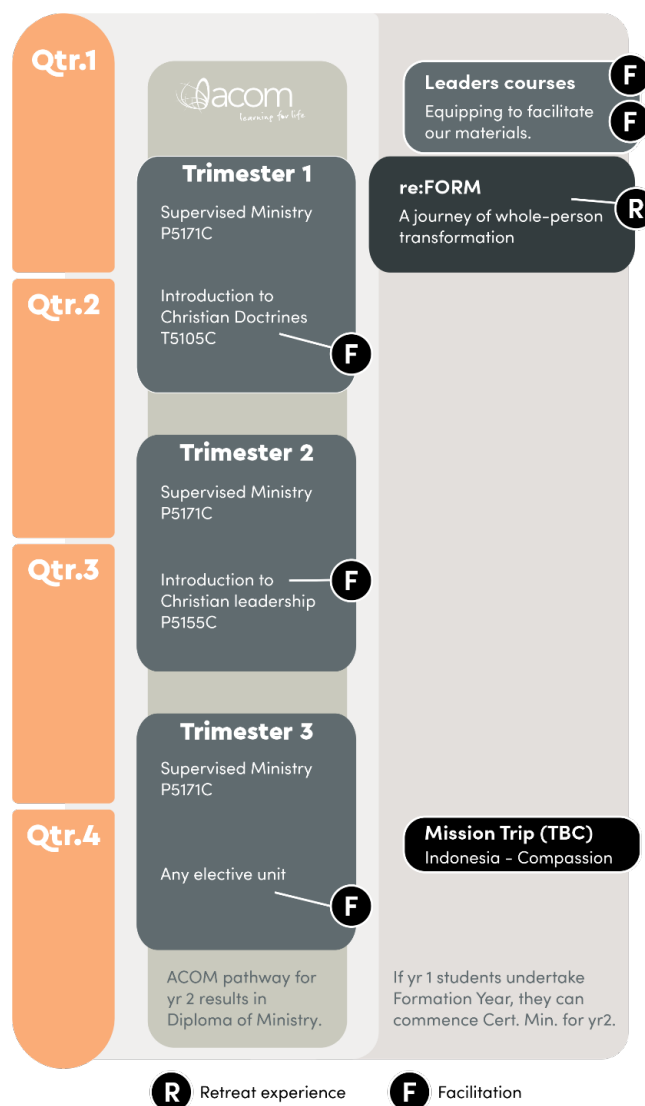 Qtr.1
acom
learning for life
Leaders courses
F
Equipping to facilitate
our materials.
F
Trimester 1
Supervised Ministry
P5171C
re:FORM
R
A journey of whole-person
transformation
Qtr.2
Introduction to
Christian Doctrines
T5105C
F
Trimester 2
Supervised Ministry
P5171C
Qtr.3
Introduction to
Christian leadership
P5155C
F
Trimester 3
Supervised Ministry
P5171C
Qtr.4
Mission Trip (TBC)
Indonesia - Compassion
Any elective unit
F
ACOM pathway for
yr 2 results in
Diploma of Ministry.
If yr 1 students undertake
Formation Year, they can
commence Cert. Min. for yr2.
R Retreat experience
F Facilitation